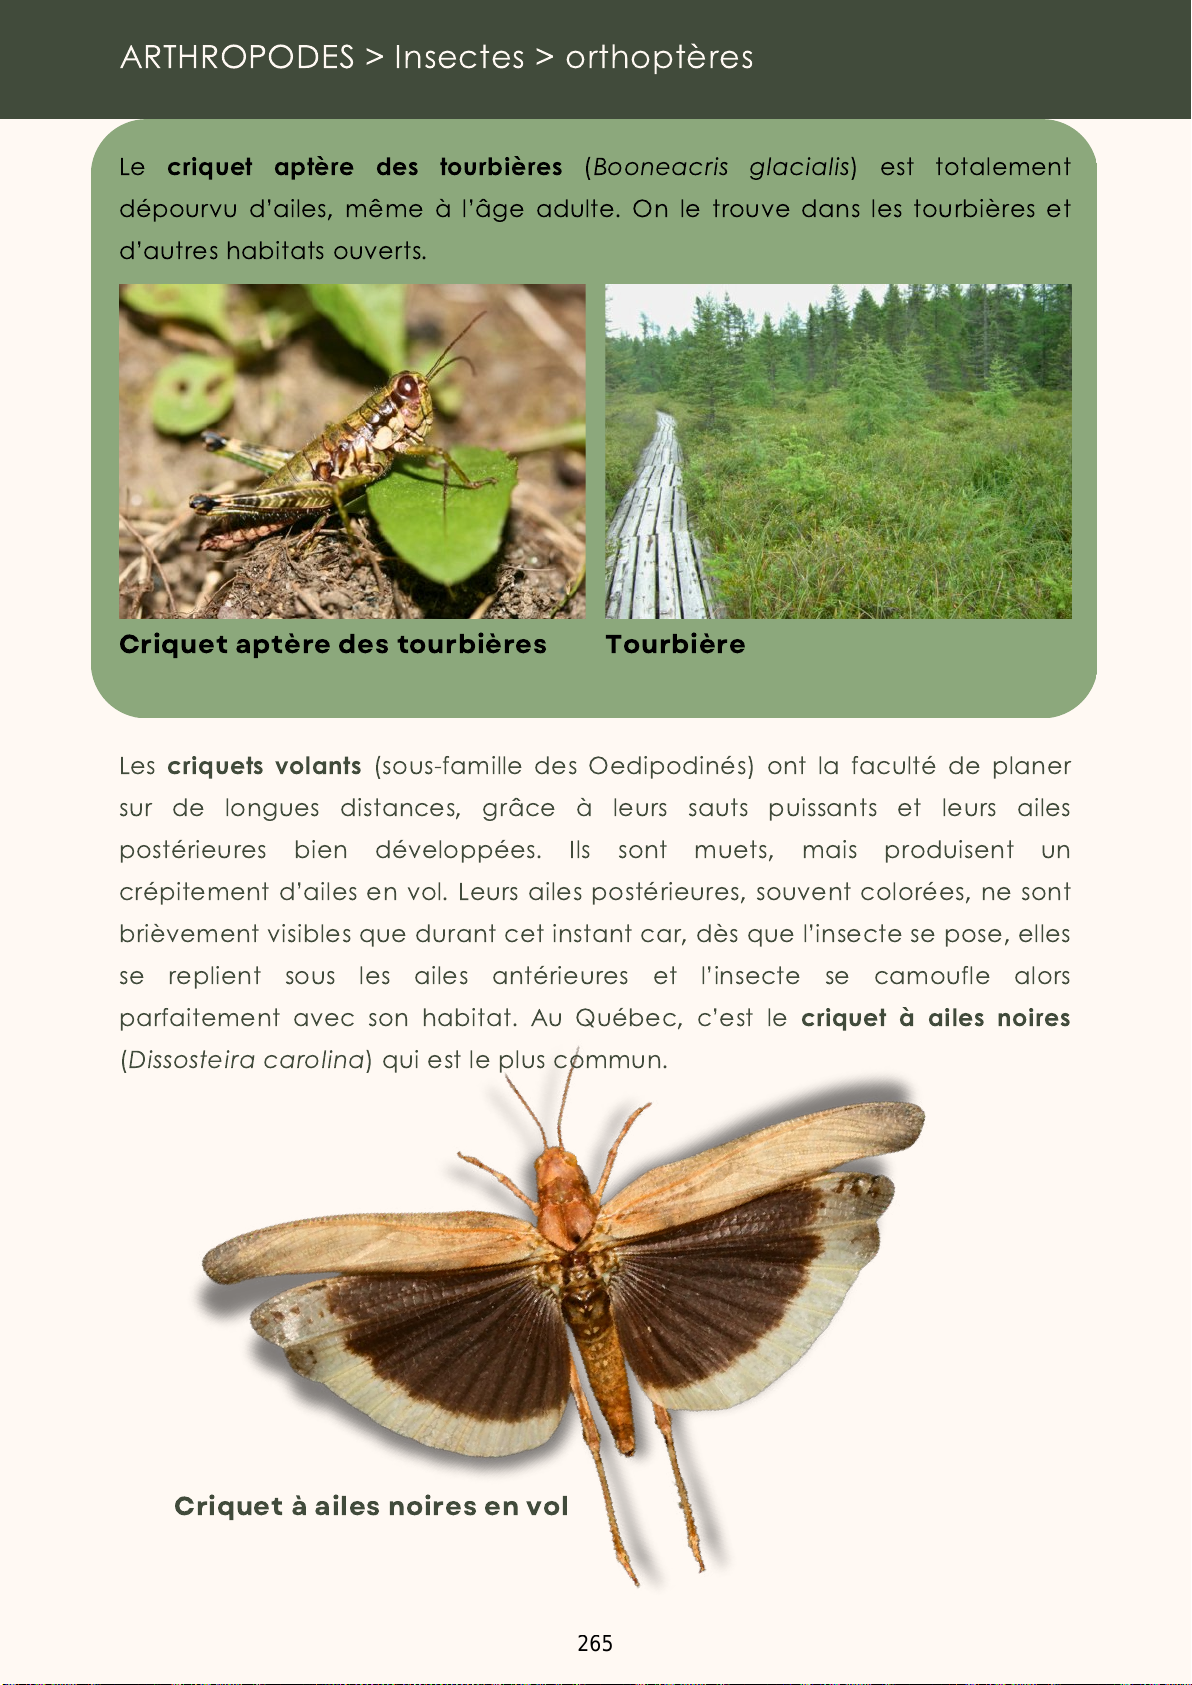 ARTHROPODES > Insectes > orthoptères
Le criquet aptère des tourbières (Booneacris glacialis) est totalement
dépourvu d'ailes, même à l'âge adulte. On le trouve dans les tourbières et
d'autres habitats ouverts.
Criquet aptère des tourbières
Tourbière
Les criquets volants (sous-famille des Oedipodinés) ont la faculté de planer
sur de longues distances, grâce à leurs sauts puissants et leurs ailes
postérieures bien développées. Ils sont muets, mais produisent un
crépitement d'ailes en vol. Leurs ailes postérieures, souvent colorées, ne sont
brièvement visibles que durant cet instant car, dès que l'insecte se pose, elles
se replient sous les ailes antérieures et l'insecte se camoufle alors
parfaitement avec son habitat. Au Québec, c'est le criquet à ailes noires
(Dissosteira carolina) qui est le plus commun.
Criquet à ailes noires en vol
265